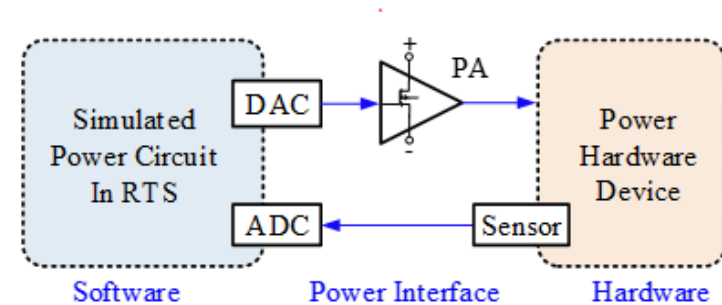 Simulated
Power Circuit
In RTS
DAC
ADC
+
PA
-
Sensor
Power
Hardware
Device
Software
Power Interface
Hardware